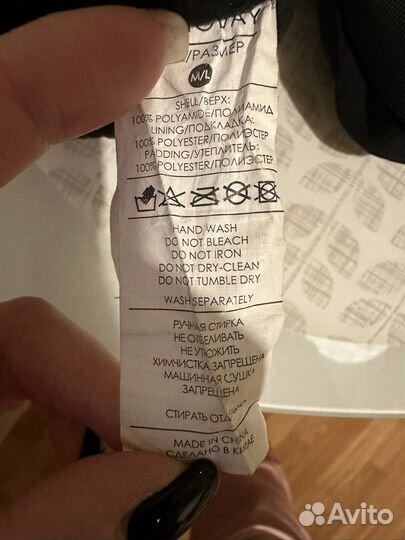 /РАЗМЕР
M/L
SHELL/ВЕРХ:
100% POLYAMIDE/ПОЛИАМИД
LINING/ПОДКЛАДКА:
100% POLYESTER/ПОЛИЭСТЕР
PADDING/УТЕПЛИТЕЛЬ:
100% POLYESTER/ПОЛИЭСТЕР
HAND WASH
DO NOT BLEACH
DO NOT IRON
DO NOT DRY-CLEAN
DO NOT TUMBLE DRY
WASH SEPARATELY
РУЧНАЯ СТИРКА
НЕ ОТБЕЛИВАТЬ
НЕ УТЮЖИТЬ
ХИМЧИСТКА ЗАПРЕЩЕНА
МАШИННАЯ СУШКА
ЗАПРЕЩЕНА
СТИРАТЬ
MADE IN CHINA
СДЕЛАНО В КИТАЕ
Avito